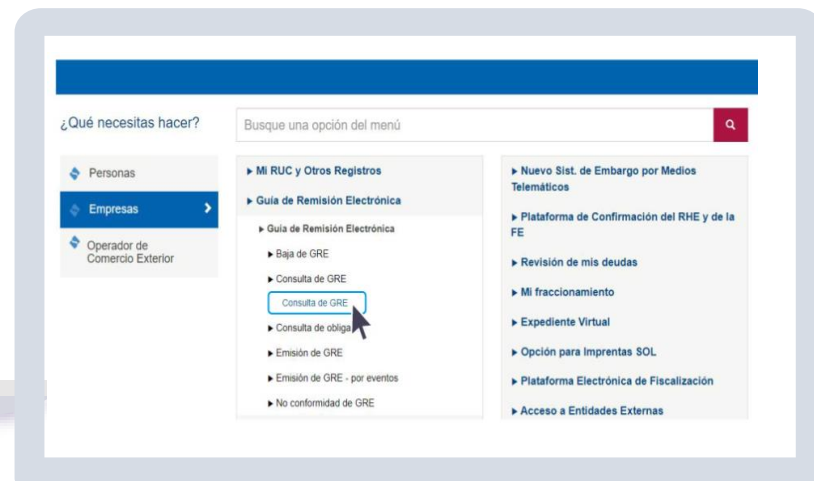 ¿Qué necesitas hacer?
Busque una opción del menú
Personas
Empresas
Operador de
Comercio Exterior
Mi RUC y Otros Registros
Guía de Remisión Electrónica
Guía de Remisión Electrónica
Baja de GRE
Consulta de GRE
Consulta de GRE
Consulta de obliga
Emisión de GRE
Emisión de GRE - por eventos
No conformidad de GRE
Nuevo Sist. de Embargo por Medios
Telemáticos
Plataforma de Confirmación del RHE y de la
FE
Revisión de mis deudas
Mi fraccionamiento
Expediente Virtual
Opción para Imprentas SOL
Plataforma Electrónica de Fiscalización
Acceso a Entidades Externas